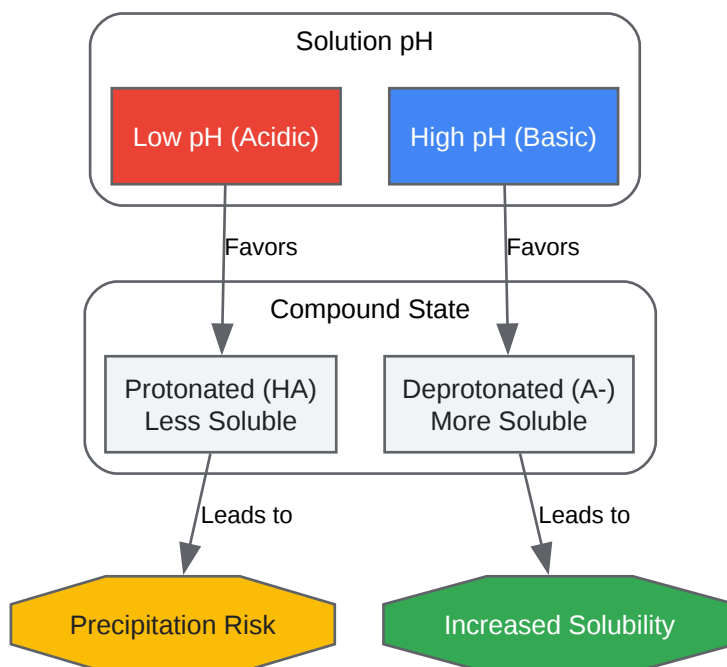 Solution pH
Low pH (Acidic)
High pH (Basic)
Favors
Favors
Compound State
Protonated (HA)
Less Soluble
Deprotonated (A-)
More Soluble
Leads to
Leads to
Precipitation Risk
Increased Solubility